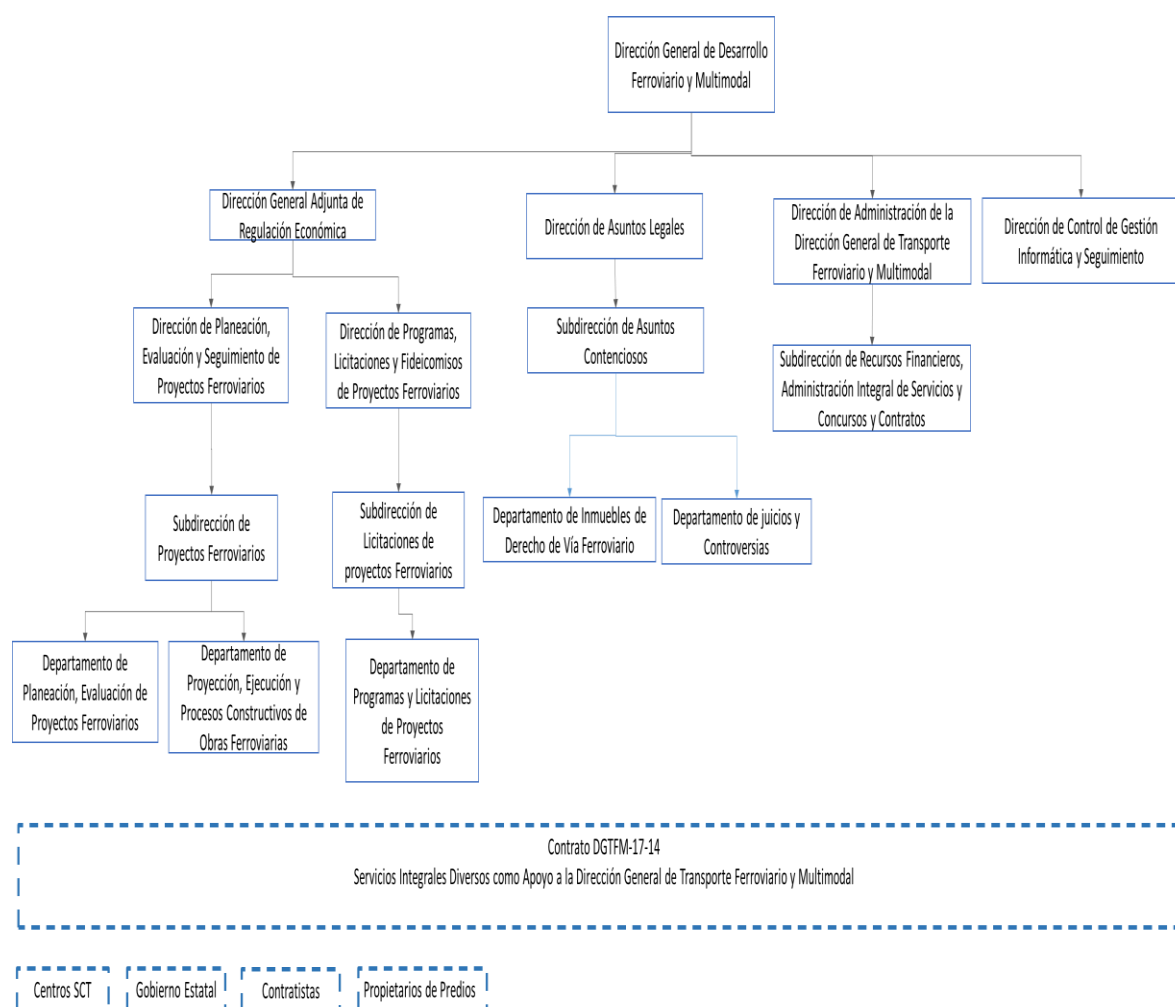 Dirección General de Desarrollo
Ferroviario y Multimodal
Dirección General Adjunta de
Regulación Económica
Dirección de Asuntos Legales
Dirección de Administración de la
Dirección General de Transporte
Ferroviario y Multimodal
Dirección de Control de Gestión
Informática y Seguimiento
Dirección de Planeación,
Evaluación y Seguimiento de
Proyectos Ferroviarios
Dirección de Programas,
Licitaciones y Fideicomisos
de Proyectos Ferroviarios
Subdirección de Asuntos
Contenciosos
Subdirección de Recursos Financieros,
Administración Integral de Servicios y
Concursos y Contratos
Subdirección de
Proyectos Ferroviarios
Subdirección de
Licitaciones de
proyectos Ferroviarios
Departamento de Inmuebles de
Derecho de Vía Ferroviario
Departamento de juicios y
Controversias
Departamento de
Planeación, Evaluación de
Proyectos Ferroviarios
Departamento de
Proyección, Ejecución y
Procesos Constructivos de
Obras Ferroviarias
Departamento de
Programas y Licitaciones
de Proyectos
Ferroviarios
Contrato DGTFM-17-14
Servicios Integrales Diversos como Apoyo a la Dirección General de Transporte Ferroviario y Multimodal
Centros SCT
Gobierno Estatal
Contratistas
Propietarios de Predios